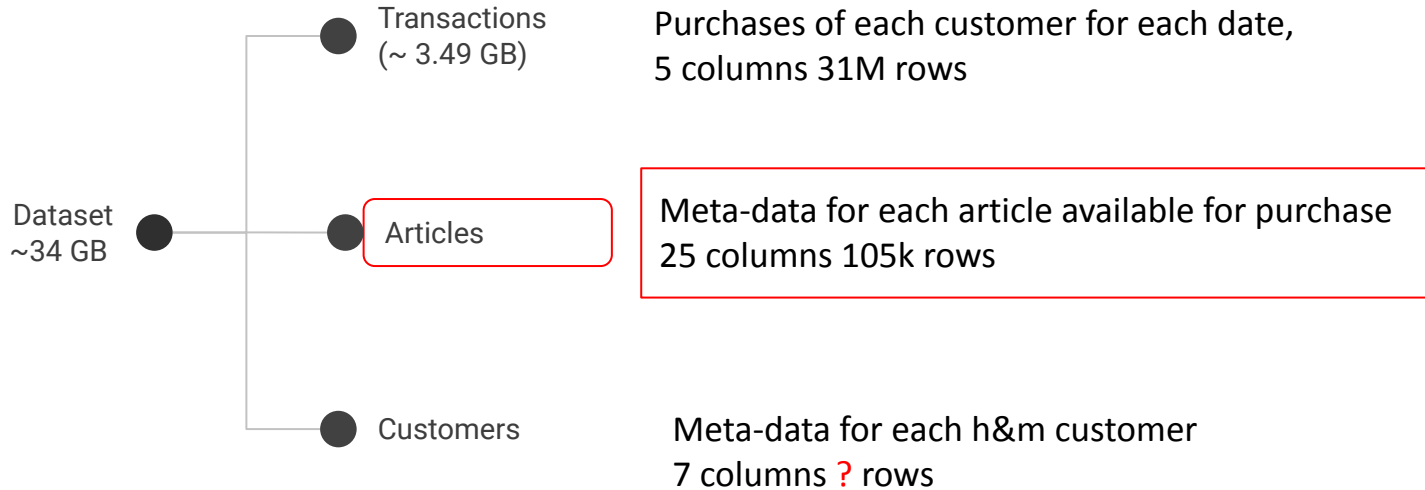 Transactions
(~ 3.49 GB)
Purchases of each customer for each date,
5 columns 31M rows
Dataset
~34 GB
Articles
Meta-data for each article available for purchase
25 columns 105k rows
Customers
Meta-data for each h&m customer
7 columns ? rows